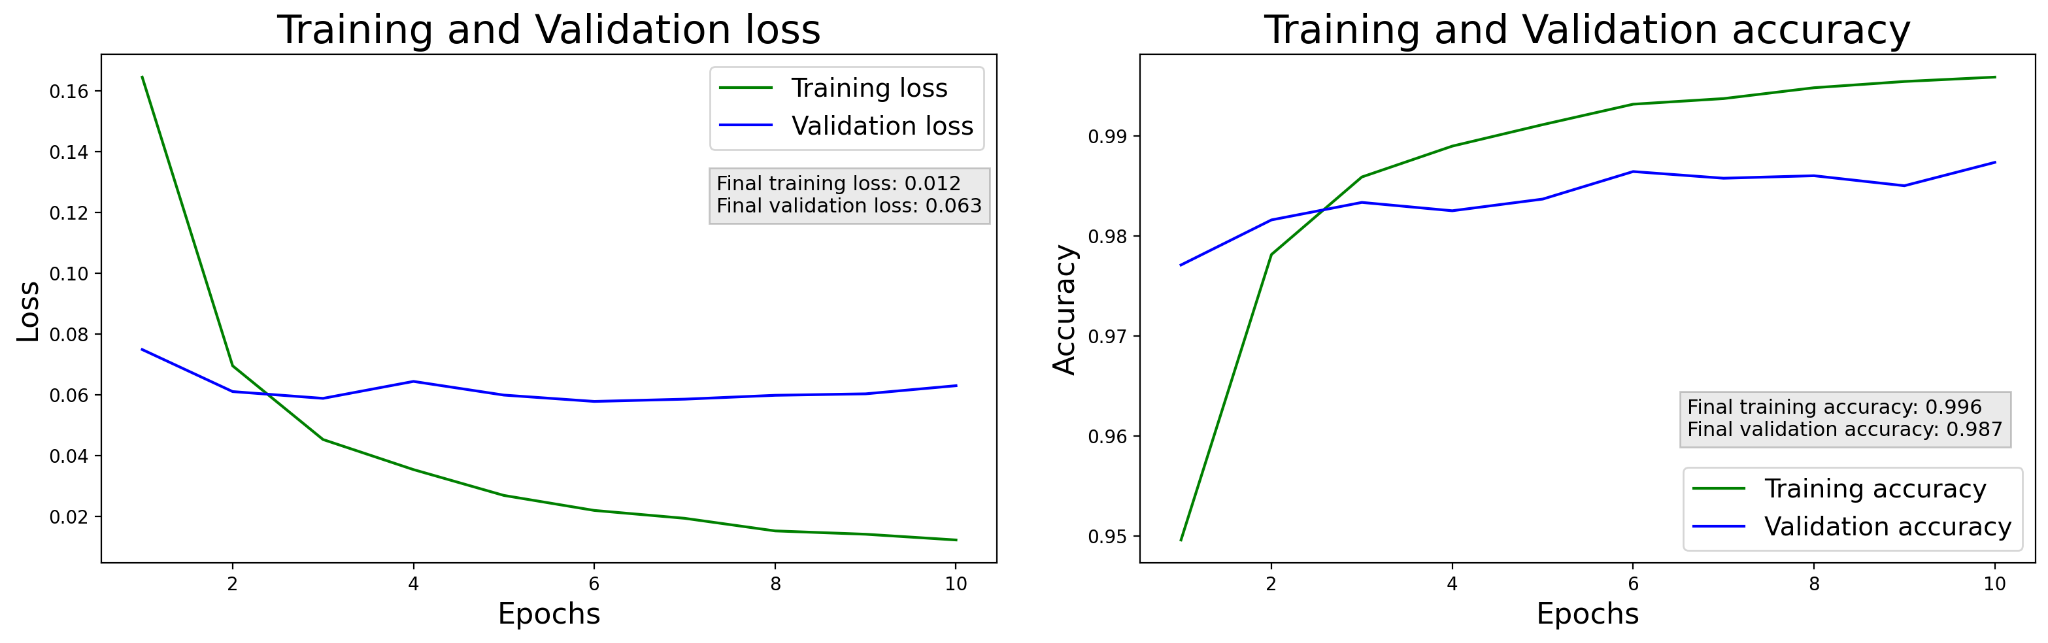 Training and Validation loss
0.16
0.14
0.12
0.10
0.08
0.06
0.04
0.02
Loss
Training loss
Validation loss
Final training loss: 0.012
Final validation loss: 0.063
2 4 6 8 10
Epochs
Training and Validation accuracy
0.99
0.98
0.97
0.96
0.95
Accuracy
Final training accuracy: 0.996
Final validation accuracy: 0.987
Training accuracy
Validation accuracy
2 4 6 8 10
Epochs